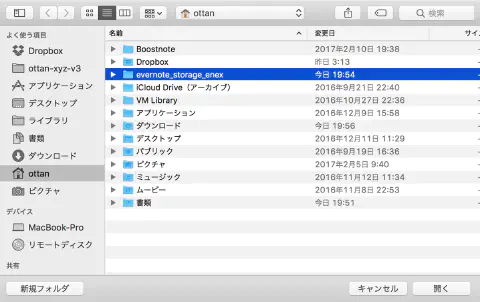 ottan
検索
よく使う項目
Dropbox
ottan-xyz-v3
アプリケーション
デスクトップ
ライブラリ
書類
ダウンロード
ottan
ピクチャ
デバイス
MacBook-Pro
リモートディスク
共有
名前 変更日 サイ
Boostnote 2017年2月10日 19:38
Dropbox 昨日 3:13
evernote_storage_enex 今日 19:54
iCloud Drive（アーカイブ） 2016年9月21日 22:40
VM Library 2016年10月27日 22:36
アプリケーション 2016年12月9日 15:58
ダウンロード 今日 19:56
デスクトップ 2016年12月11日 11:29
パブリック 2016年9月19日 16:36
ピクチャ 2017年2月5日 9:40
ミュージック 2016年11月12日 11:34
ムービー 2016年11月8日 22:53
書類 今日 19:51
新規フォルダ キャンセル 開く